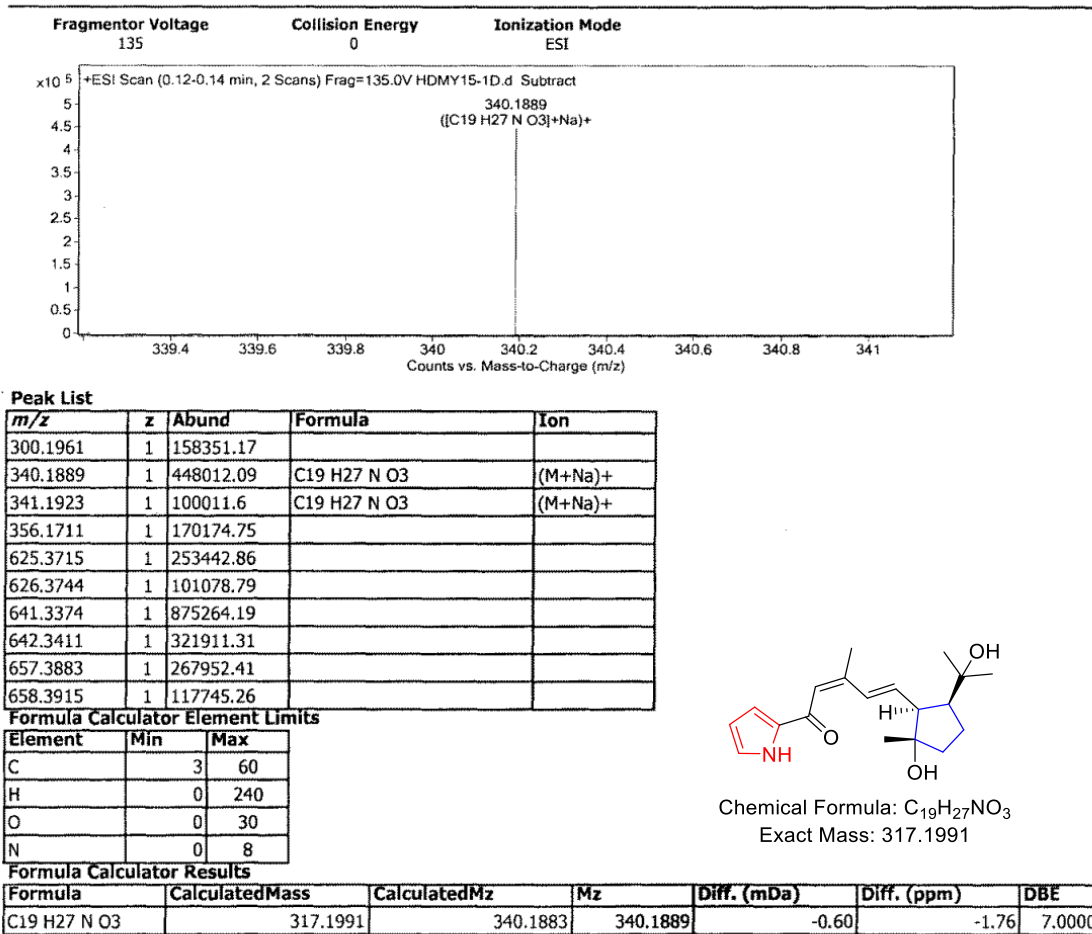 Fragmentor Voltage Collision Energy Ionization Mode
135 0 ESI
x10 5 +ESI Scan (0.12-0.14 min, 2 Scans) Frag=135.0V HDMY15-1D.d Subtract
340.1889
([C19 H27 N O3]+Na)+
5
4.5
4
3.5
3
2.5
2
1.5
1
0.5
0
339.4 339.6 339.8 340 340.2 340.4 340.6 340.8 341
Counts vs. Mass-to-Charge (m/z)
Peak List
m/z z Abund Formula Ion
300.1961 1 158351.17
340.1889 1 448012.09 C19 H27 N O3 (M+Na)+
341.1923 1 100011.6 C19 H27 N O3 (M+Na)+
356.1711 1 170174.75
625.3715 1 253442.86
626.3744 1 101078.79
641.3374 1 875264.19
642.3411 1 321911.31
657.3883 1 267952.41
658.3915 1 117745.26
Formula Calculator Element Limits
Element Min Max
C 3 60
H 0 240
O 0 30
N 0 8
OH
H
O
NH
OH
Chemical Formula: C19H27NO3
Exact Mass: 317.1991
Formula Calculator Results
Formula CalculatedMass CalculatedMz Mz Diff. (mDa) Diff. (ppm) DBE
C19 H27 N O3 317.1991 340.1883 340.1889 -0.60 -1.76 7.0000